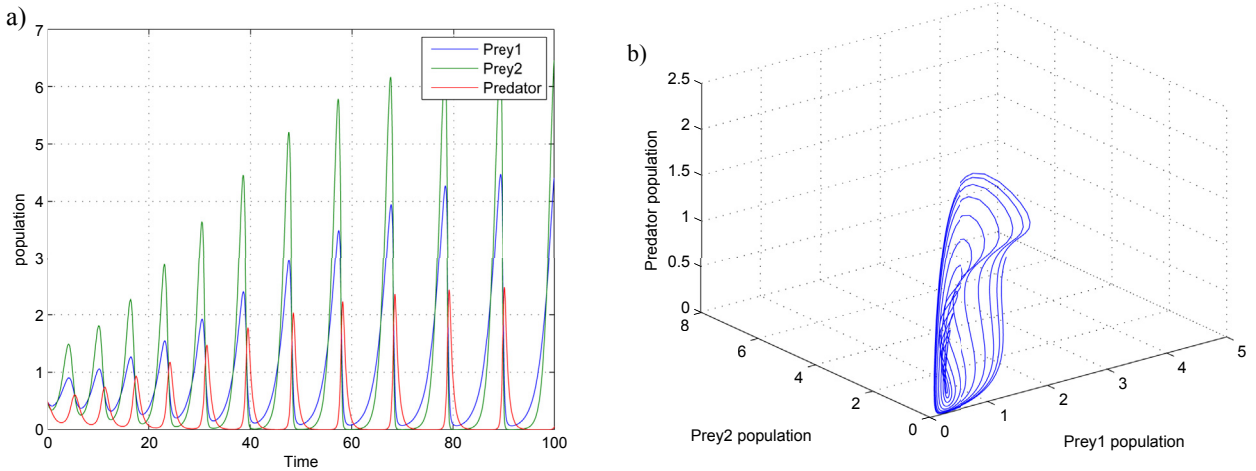 a)
7
6
5
4
3
2
1
0
population
0 20 40 60 80 100
Time
Prey1
Prey2
Predator
b)
2.5
2
1.5
1
0.5
0
Predator population
8
6
4
2
0
Prey2 population
0
1
2
3
4
5
Prey1 population